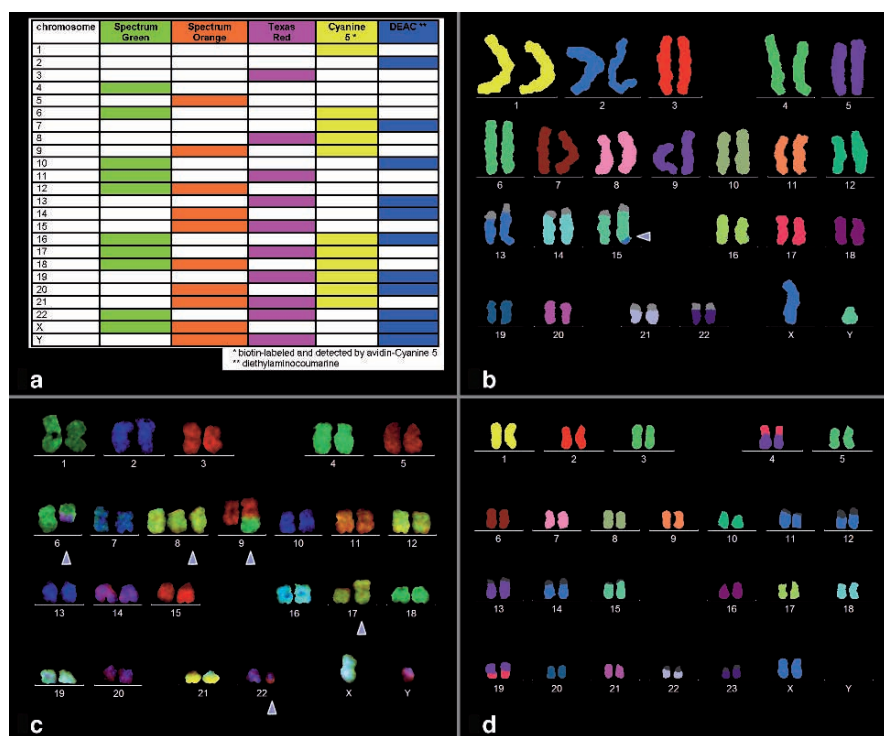 chromosome Spectrum Green Spectrum Orange Texas Red Cyanine 5 * DEAC **
1
2
3
4
5
6
7
8
9
10
11
12
13
14
15
16
17
18
19
20
21
22
X
Y
* biotin-labeled and detected by avidin-Cyanine 5
** diethylaminocoumarine
a
1 2 3 4 5
6 7 8 9 10 11 12
13 14 15 16 17 18
19 20 21 22 X Y
b
1 2 3 4 5
6 7 8 9 10 11 12
13 14 15 16 17 18
19 20 21 22 X Y
c
1 2 3 4 5
6 7 8 9 10 11 12
13 14 15 16 17 18
19 20 21 22 23 X Y
d